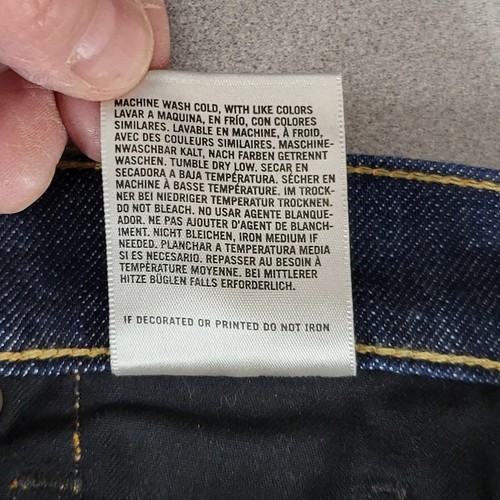 MACHINE WASH COLD, WITH LIKE COLORS
LAVAR A MAQUINA, EN FRÍO, CON COLORES
SIMILARES. LAVABLE EN MACHINE, À FROID,
AVEC DES COULEURS SIMILAIRES. MASCHINE-
NWASCHBAR KALT, NACH FARBEN GETRENNT
WASCHEN. TUMBLE DRY LOW. SECAR EN
SECADORA A BAJA TEMPERATURA. SÉCHER EN
MACHINE À BASSE TEMPÉRATURE. IM TROCK-
NER BEI NIEDRIGER TEMPERATUR TROCKNEN.
DO NOT BLEACH. NO USAR AGENTE BLANQUE-
ADOR. NE PAS AJOUTER D'AGENT DE BLANCH-
IMENT. NICHT BLEICHEN, IRON MEDIUM IF
NEEDED. PLANCHAR A TEMPERATURA MEDIA
SI ES NECESARIO. REPASSER AU BESOIN À
TEMPÉRATURE MOYENNE. BEI MITTLERER
HITZE BÜGLEN FALLS ERFORDERLICH.
IF DECORATED OR PRINTED DO NOT IRON